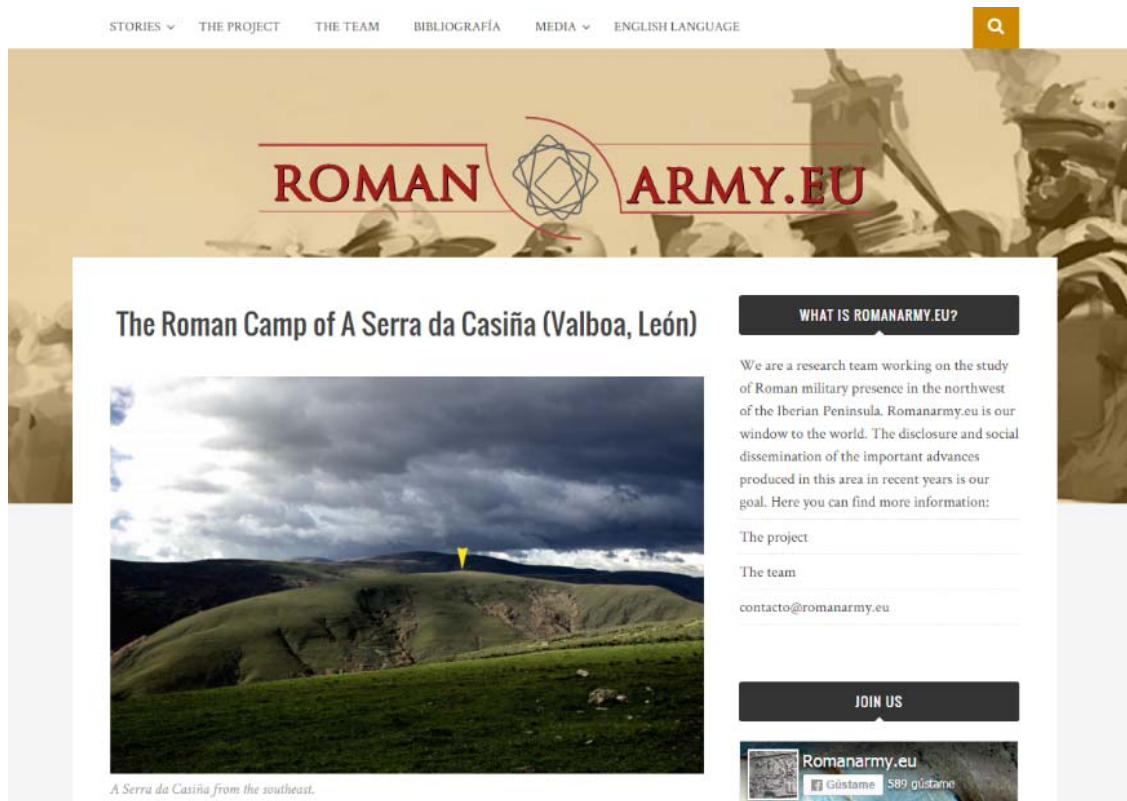 STORIES THE PROJECT THE TEAM BIBLIOGRAFÍA MEDIA ENGLISH LANGUAGE
ROMAN ARMY.EU
The Roman Camp of A Serra da Casiña (Valboa, León)
A Serra da Casiña from the southeast.
WHAT IS ROMANARMY.EU?
We are a research team working on the study
of Roman military presence in the northwest
of the Iberian Peninsula. Romanarmy.eu is our
window to the world. The disclosure and social
dissemination of the important advances
produced in this area in recent years is our
goal. Here you can find more information:
The project
The team
contacto@romanarmy.eu
JOIN US
Romanarmy.eu
Gústame 589 gústame